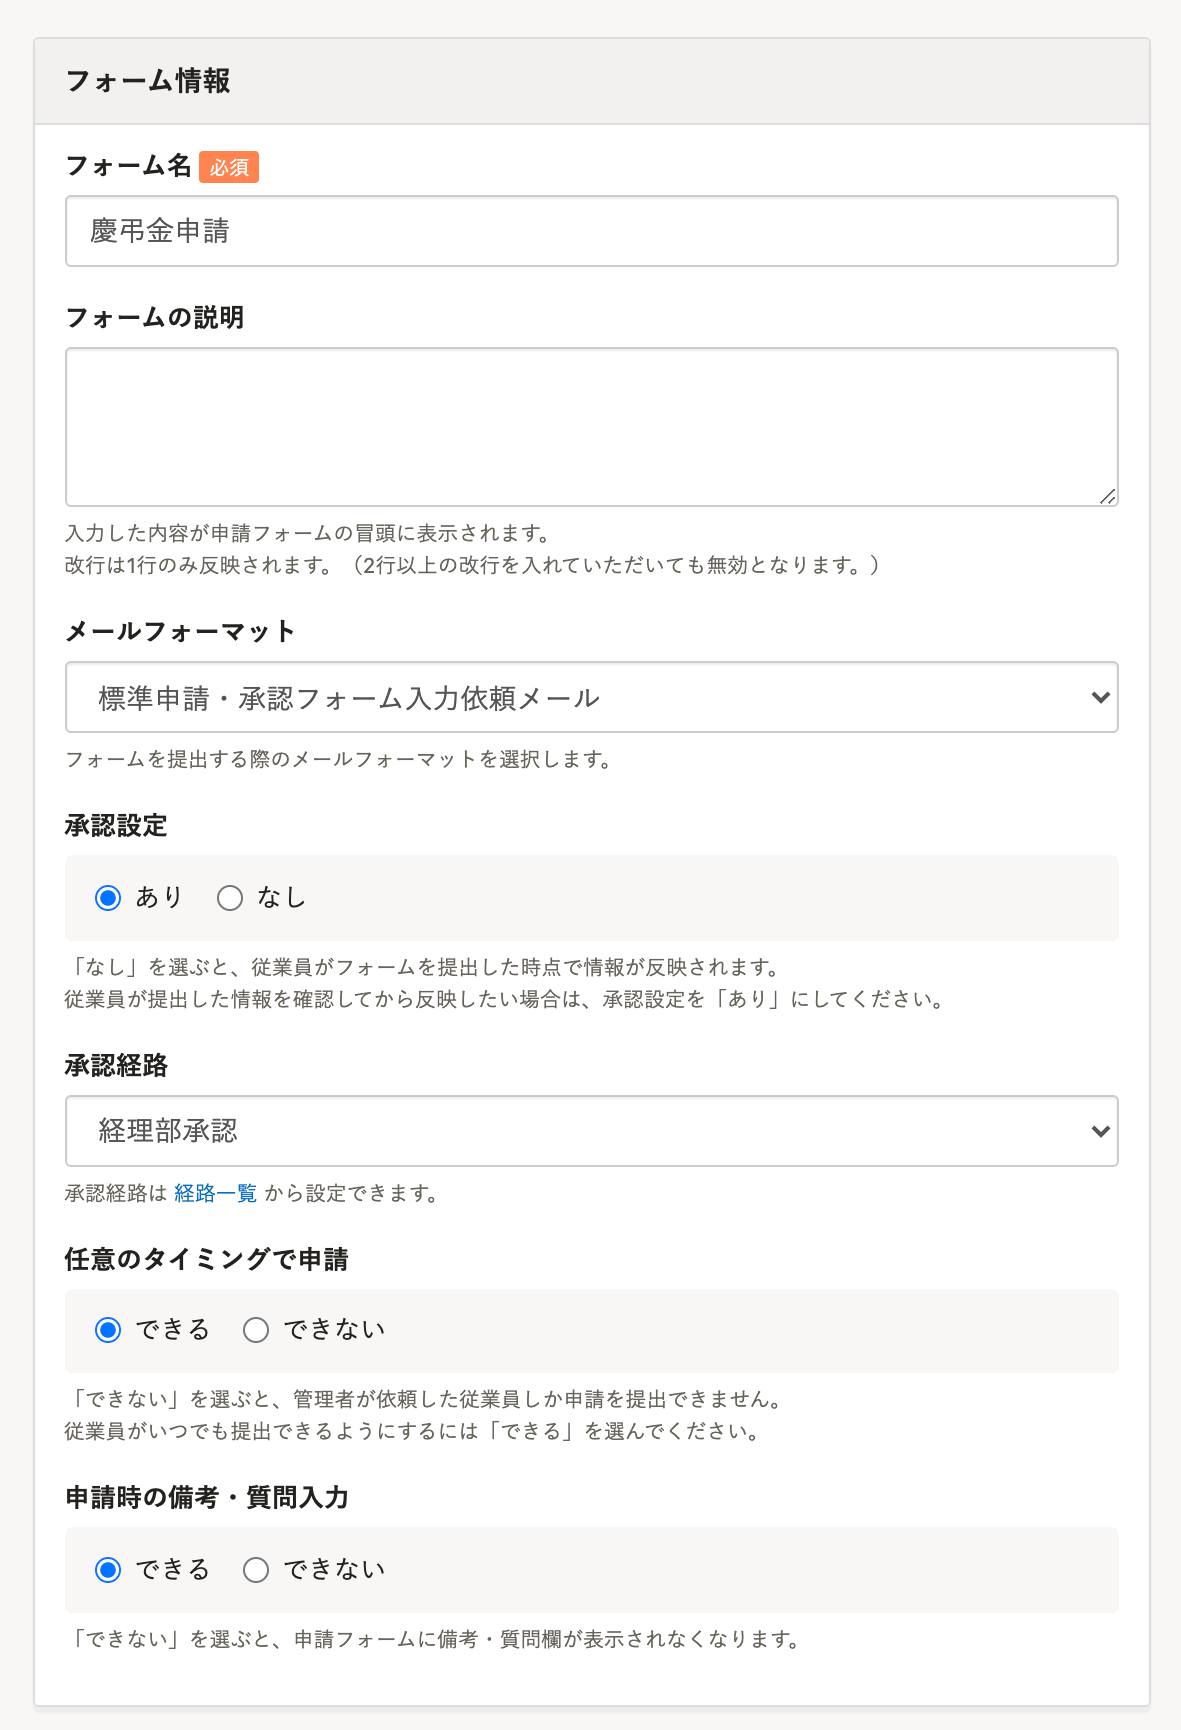 フォーム情報
フォーム名 必須
慶弔金申請
フォームの説明
入力した内容が申請フォームの冒頭に表示されます。
改行は1行のみ反映されます。（2行以上の改行を入れていただいても無効となります。）
メールフォーマット
標準申請・承認フォーム入力依頼メール
フォームを提出する際のメールフォーマットを選択します。
承認設定
あり なし
「なし」を選ぶと、従業員がフォームを提出した時点で情報が反映されます。
従業員が提出した情報を確認してから反映したい場合は、承認設定を「あり」にしてください。
承認経路
経理部承認
承認経路は 経路一覧 から設定できます。
任意のタイミングで申請
できる できない
「できない」を選ぶと、管理者が依頼した従業員しか申請を提出できません。
従業員がいつでも提出できるようにするには「できる」を選んでください。
申請時の備考・質問入力
できる できない
「できない」を選ぶと、申請フォームに備考・質問欄が表示されなくなります。